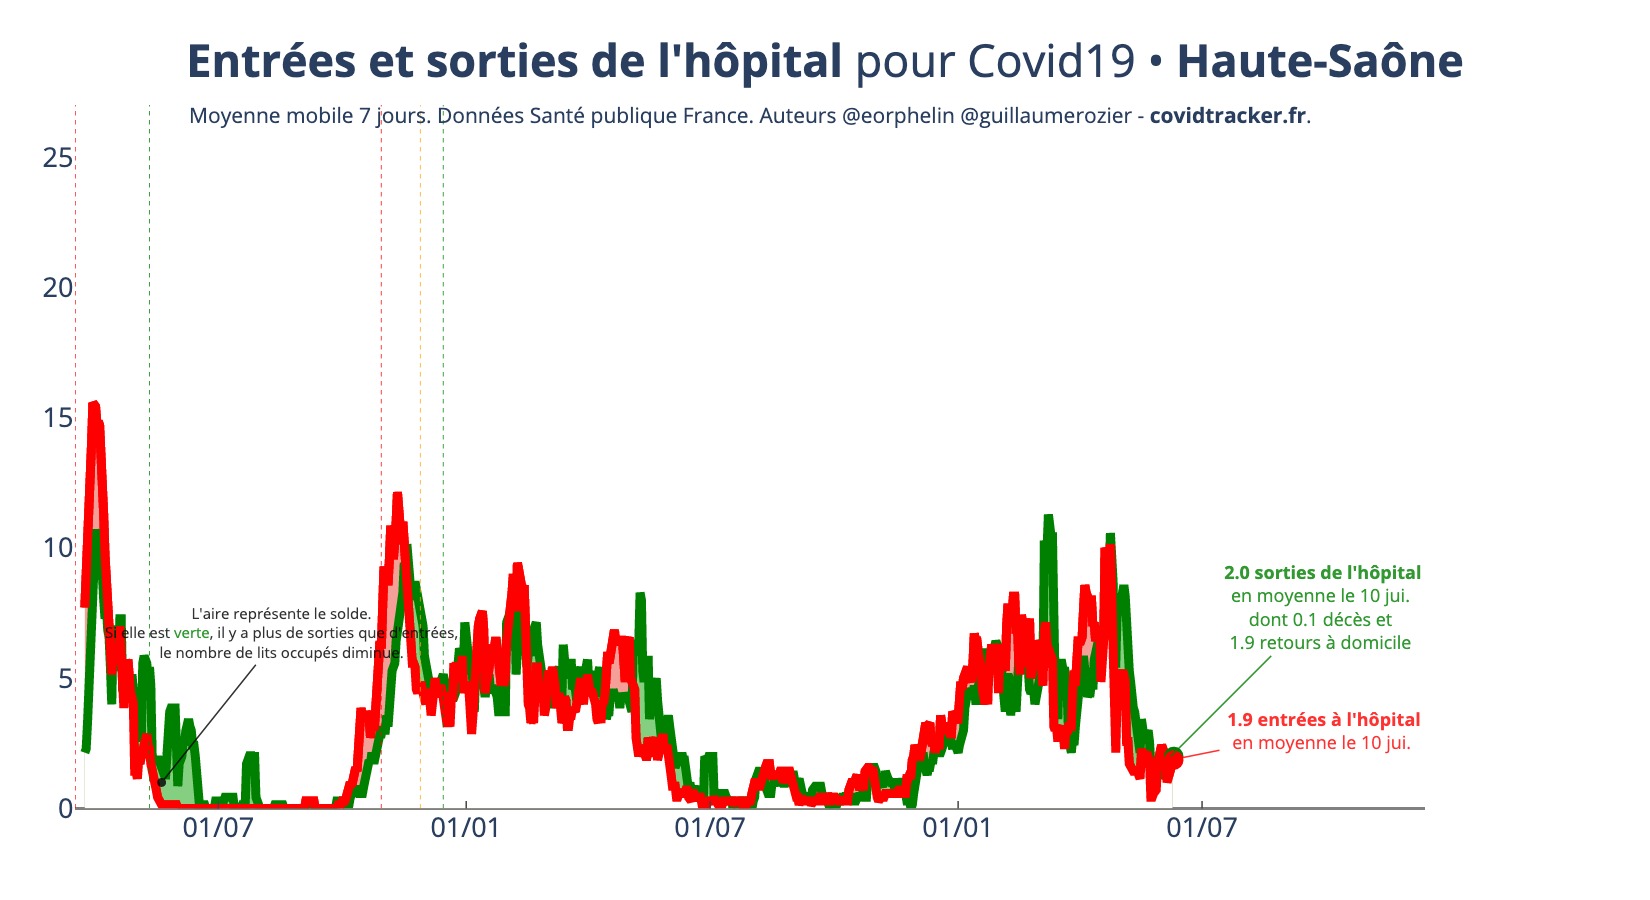 Entrées et sorties de l'hôpital pour Covid19 • Haute-Saône
Moyenne mobile 7 jours. Données Santé publique France. Auteurs @eorphelin @guillaumerozier - covidtracker.fr.
25
20
15
10
5
0
L'aire représente le solde.
Si elle est verte, il y a plus de sorties que d'entrées,
le nombre de lits occupés diminue.
2.0 sorties de l'hôpital
en moyenne le 10 jui.
dont 0.1 décès et
1.9 retours à domicile
1.9 entrées à l'hôpital
en moyenne le 10 jui.
01/07 01/01 01/07 01/01 01/07